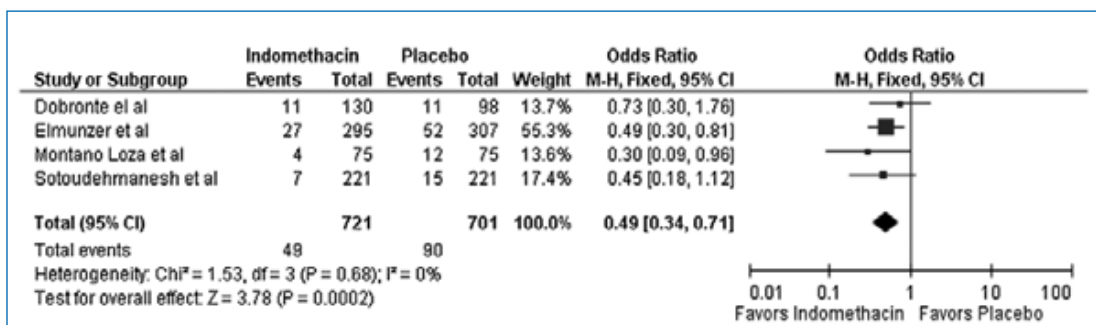 Indomethacin Placebo Odds Ratio Odds Ratio
Study or Subgroup Events Total Events Total Weight M-H, Fixed, 95% CI M-H, Fixed, 95% CI
Dobronte el al 11 130 11 98 13.7% 0.73 [0.30, 1.76]
Elmunzer et al 27 295 52 307 55.3% 0.49 [0.30, 0.81]
Montano Loza et al 4 75 12 75 13.6% 0.30 [0.09, 0.96]
Sotoudehmanesh et al 7 221 15 221 17.4% 0.45 [0.18, 1.12]
Total (95% CI) 721 701 100.0% 0.49 [0.34, 0.71]
Total events 49 90
Heterogeneity: Chi² = 1.53, df = 3 (P = 0.68); I² = 0%
Test for overall effect: Z = 3.78 (P = 0.0002)
0.01 0.1 1 10 100
Favors Indomethacin Favors Placebo